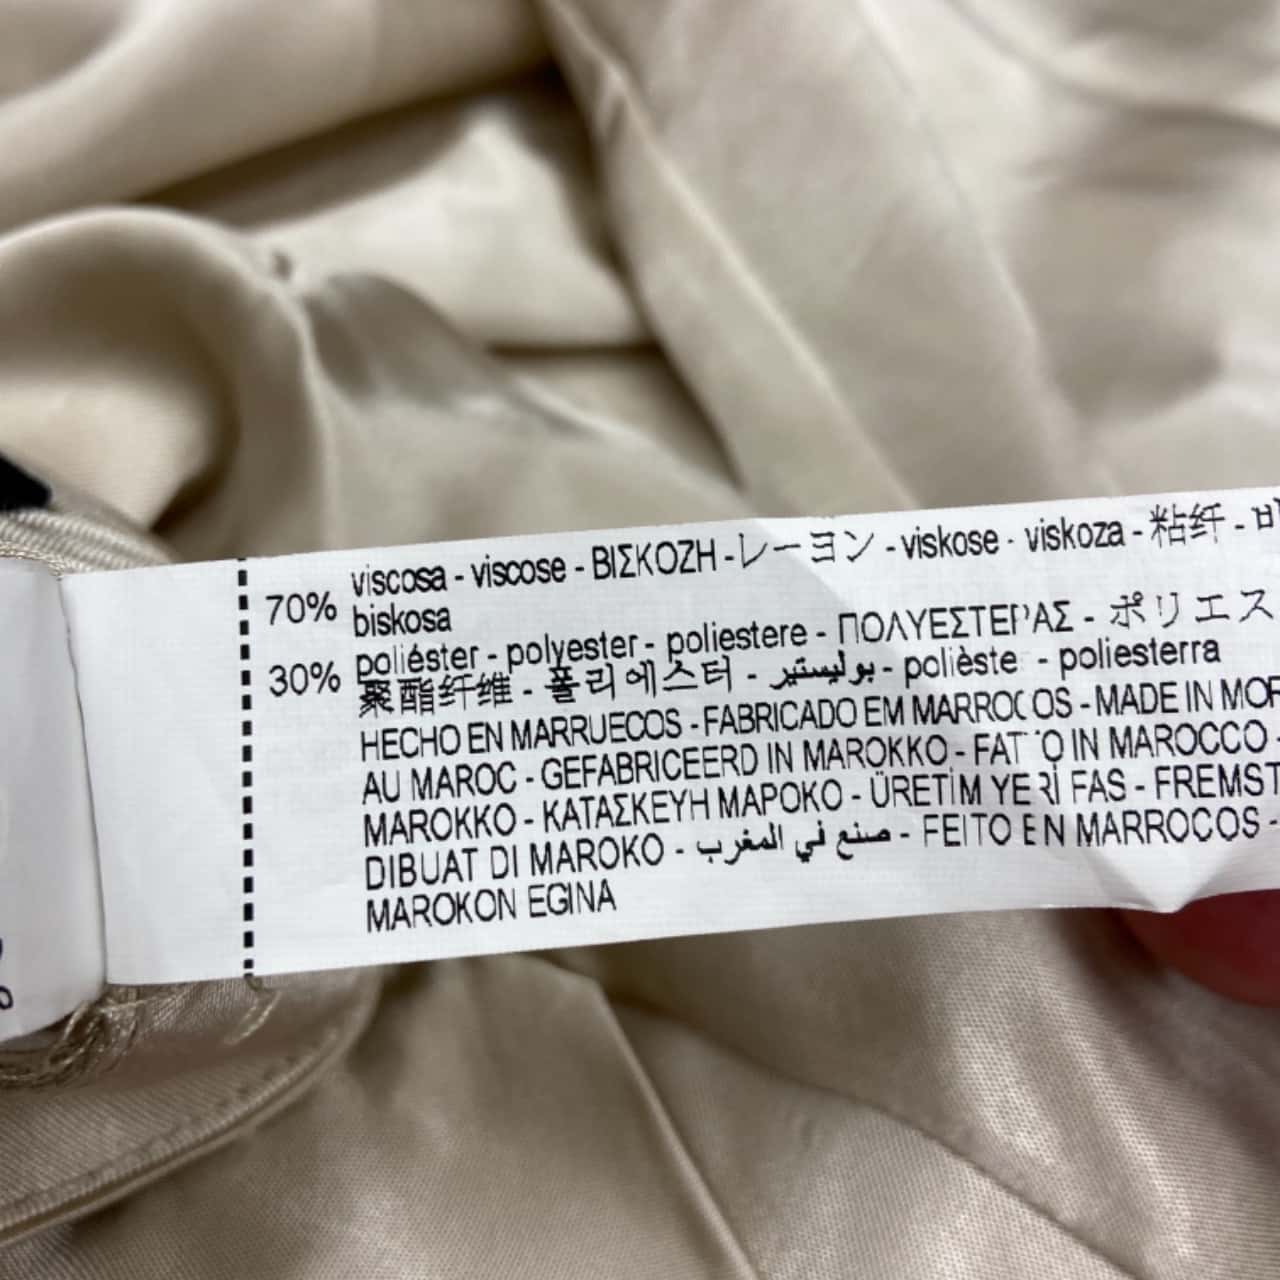 70% viscosa - viscose - ΒΙΣΚΟΖΗ - レーヨン - viskose · viskoza - 粘纤 -
biskosa
30% poliéster - polyester - poliestere - ΠΟΛΥΕΣΤΕΡΑΣ - ポリエス
聚酯纤维 - 폴리에스터 - بوليستير - polièste - poliesterra
HECHO EN MARRUECOS - FABRICADO EM MARROCOS - MADE IN MOR
AU MAROC - GEFABRICEERD IN MAROKKO - FATTO IN MAROCCO -
MAROKKO - ΚΑΤΑΣΚΕΥΗ ΜΑΡΟΚΟ - ÜRETİM YERİ FAS - FREMST
DIBUAT DI MAROKO - صنع في المغرب - FEITO EN MARROCOS -
MAROKON EGINA